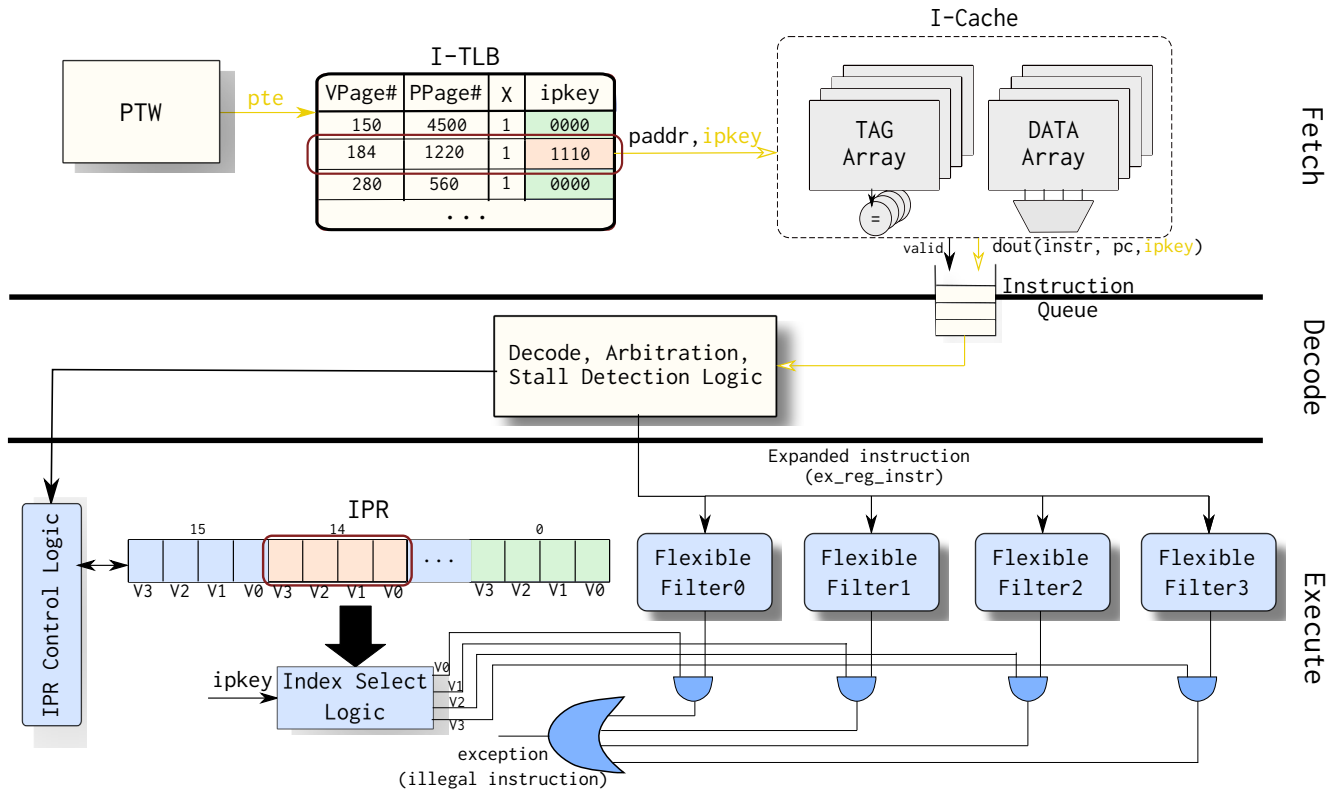 I-Cache
I-TLB
PTW
pte
VPage# PPage# X ipkey
150 4500 1 0000
184 1220 1 1110
280 560 1 0000
...
paddr,ipkey
TAG
Array
=
DATA
Array
Fetch
valid
dout(instr, pc,ipkey)
Instruction
Queue
Decode, Arbitration,
Stall Detection Logic
Decode
Expanded instruction
(ex_reg_instr)
IPR Control Logic
IPR
15 14 0
...
V3 V2 V1 V0 V3 V2 V1 V0 V3 V2 V1 V0
Flexible
Filter0
Flexible
Filter1
Flexible
Filter2
Flexible
Filter3
Execute
ipkey
Index Select
Logic
V0
V1
V2
V3
exception
(illegal instruction)